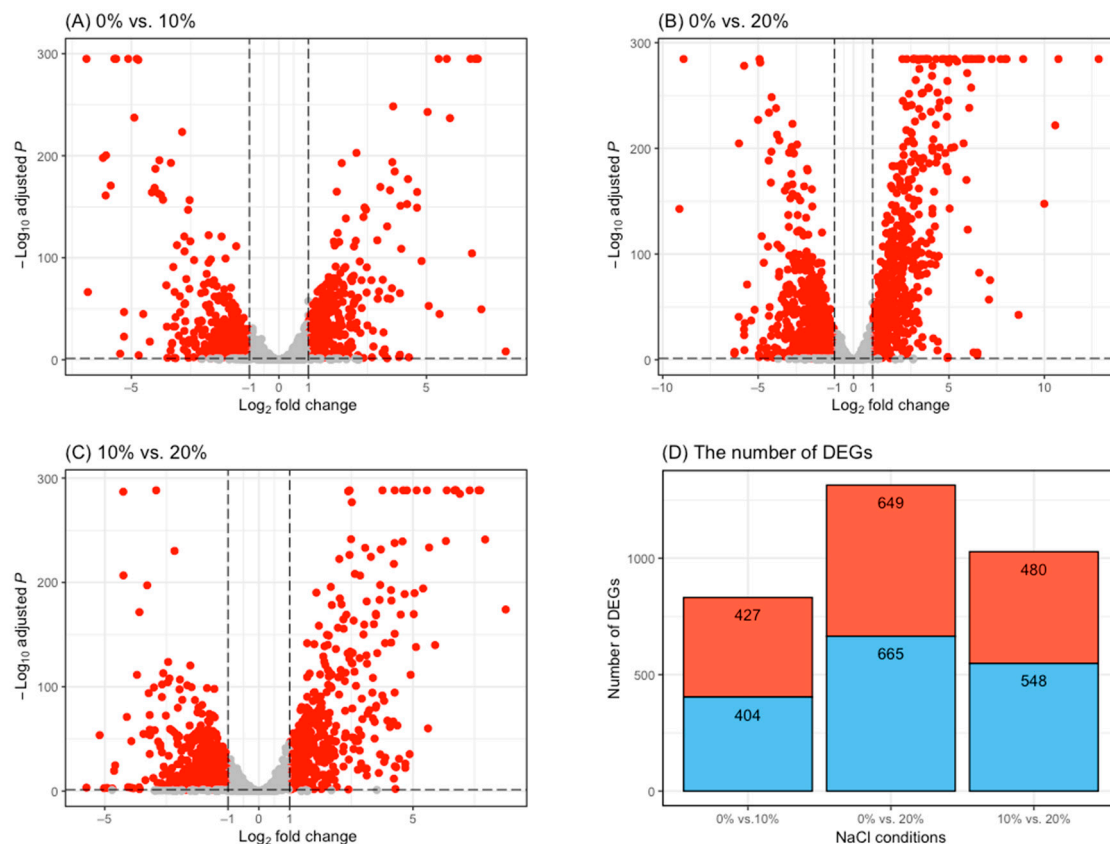 (A) 0% vs. 10%
300
200
100
0
−Log10 adjusted P
−5
−1
0
1
5
Log2 fold change
(B) 0% vs. 20%
300
200
100
0
−Log10 adjusted P
−10
−5
−1
0
1
5
10
Log2 fold change
(C) 10% vs. 20%
300
200
100
0
−Log10 adjusted P
−5
−1
0
1
5
Log2 fold change
(D) The number of DEGs
1000
500
0
Number of DEGs
427
404
649
665
480
548
0% vs.10%
0% vs. 20%
10% vs. 20%
NaCl conditions